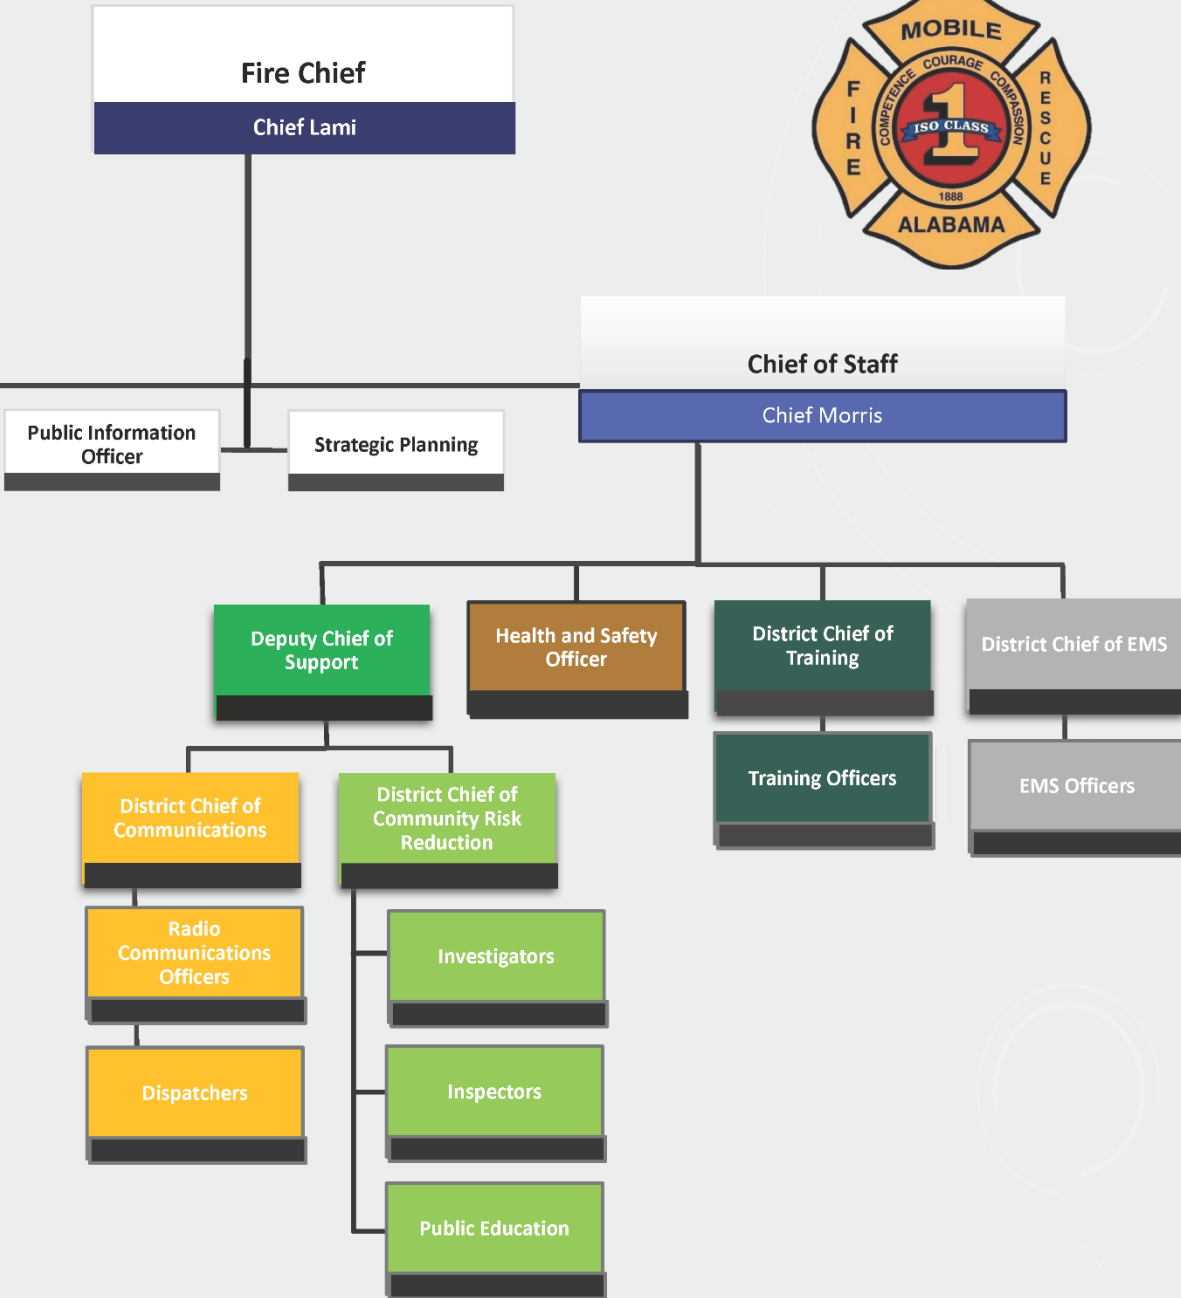 Fire Chief
Chief Lami
MOBILE
FIRE
RESCUE
COMPETENCE COURAGE COMPASSION
1
ISO CLASS
1888
ALABAMA
Chief of Staff
Chief Morris
Public Information
Officer
Strategic Planning
Deputy Chief of
Support
Health and Safety
Officer
District Chief of
Training
District Chief of EMS
Training Officers
EMS Officers
District Chief of
Communications
District Chief of
Community Risk
Reduction
Radio
Communications
Officers
Investigators
Dispatchers
Inspectors
Public Education